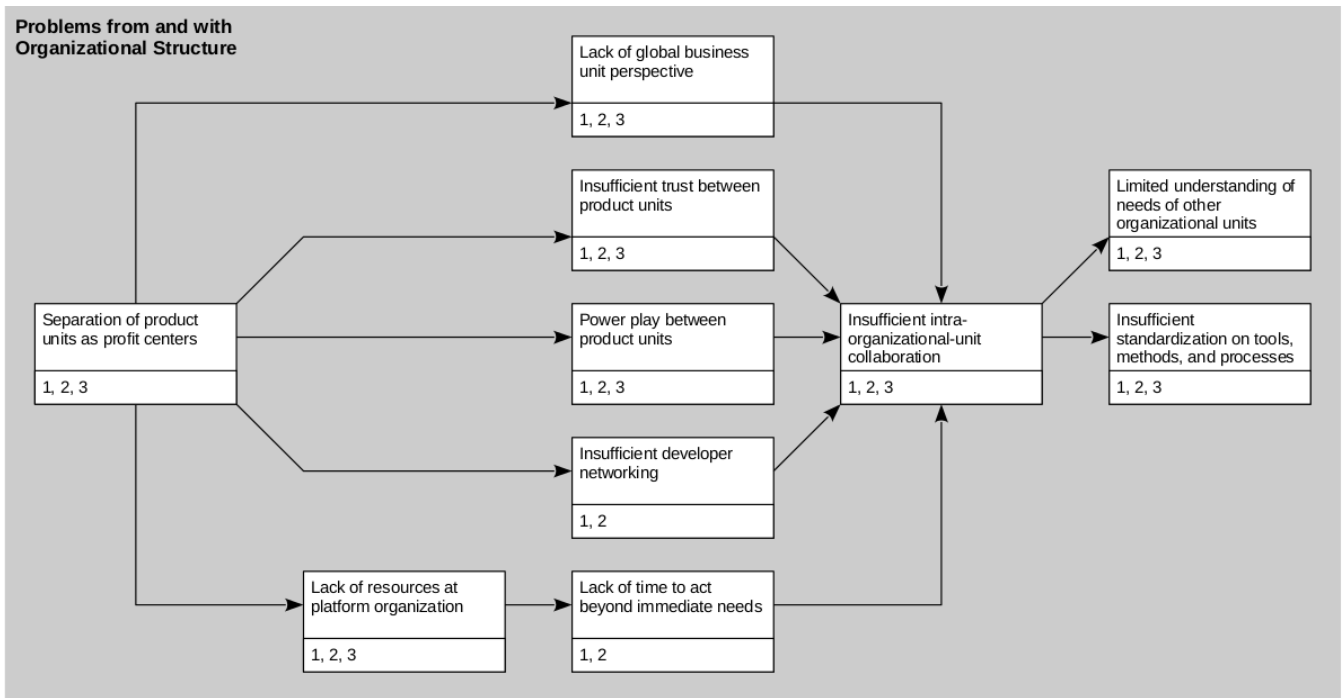 Problems from and with
Organizational Structure
Lack of global business
unit perspective
1, 2, 3
Insufficient trust between
product units
1, 2, 3
Limited understanding of
needs of other
organizational units
1, 2, 3
Separation of product
units as profit centers
1, 2, 3
Power play between
product units
1, 2, 3
Insufficient intra-
organizational-unit
collaboration
1, 2, 3
Insufficient
standardization on tools,
methods, and processes
1, 2, 3
Insufficient developer
networking
1, 2
Lack of resources at
platform organization
1, 2, 3
Lack of time to act
beyond immediate needs
1, 2